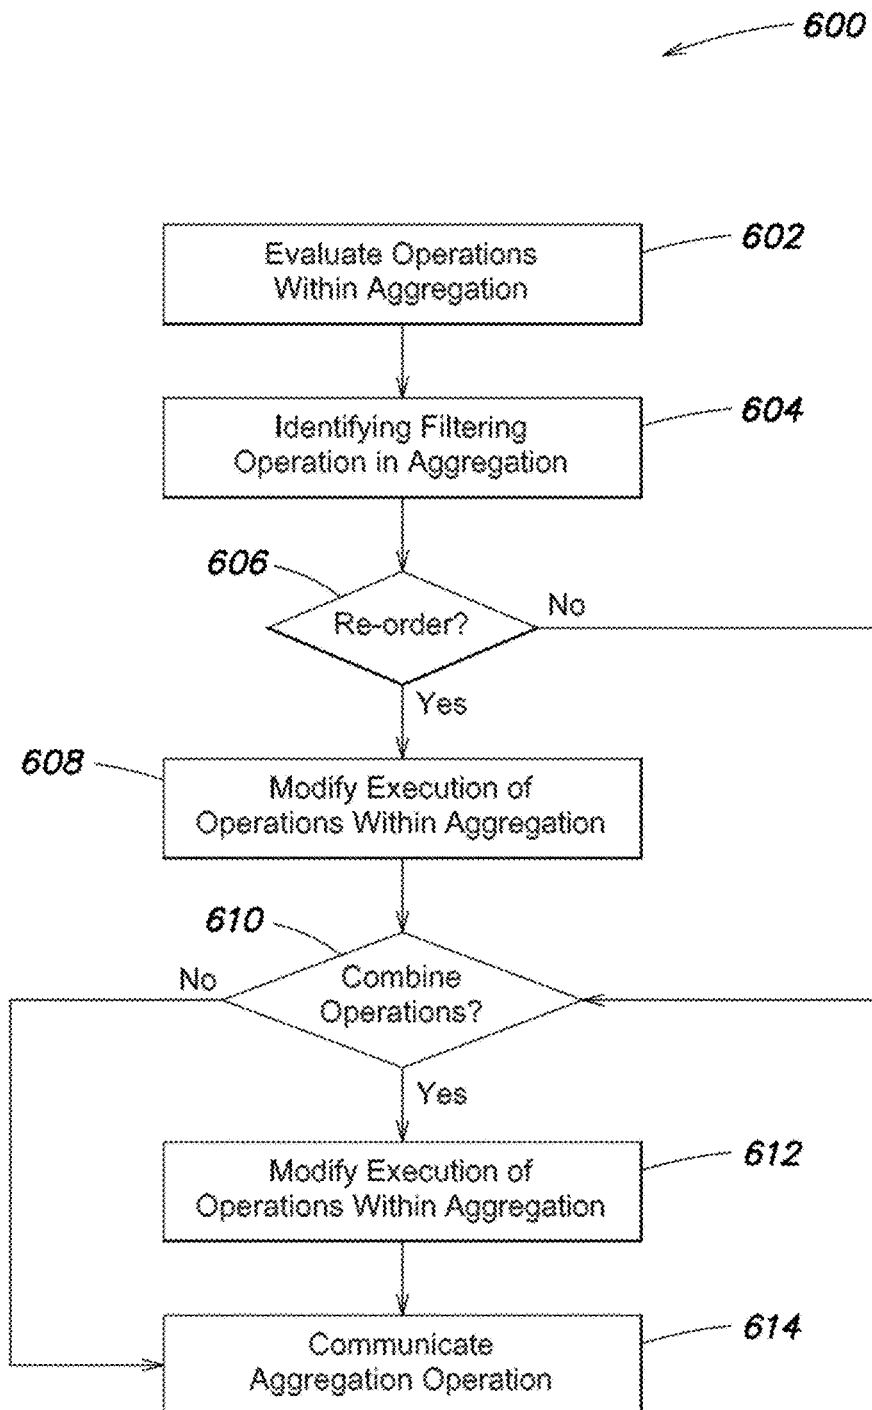 600
Evaluate Operations
Within Aggregation
602
Identifying Filtering
Operation in Aggregation
604
606
Re-order?
No
Yes
608
Modify Execution of
Operations Within Aggregation
610
No
Combine
Operations?
Yes
Modify Execution of
Operations Within Aggregation
612
Communicate
Aggregation Operation
614